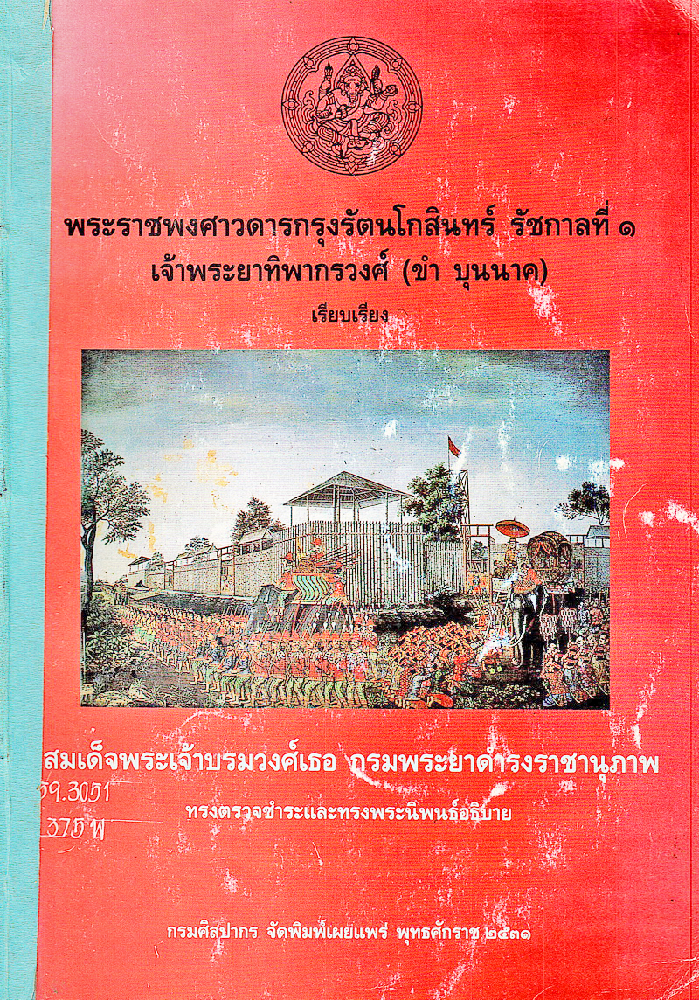 พระราชพงศาวดารกรุงรัตนโกสินทร์ รัชกาลที่ ๑
เจ้าพระยาทิพากรวงศ์ (ขำ บุนนาค)
เรียบเรียง
สมเด็จพระเจ้าบรมวงศ์เธอ กรมพระยาดำรงราชานุภาพ
59.3051
375พ
ทรงตรวจชำระและทรงพระนิพนธ์อธิบาย
กรมศิลปากร จัดพิมพ์เผยแพร่ พุทธศักราช ๒๕๓๑